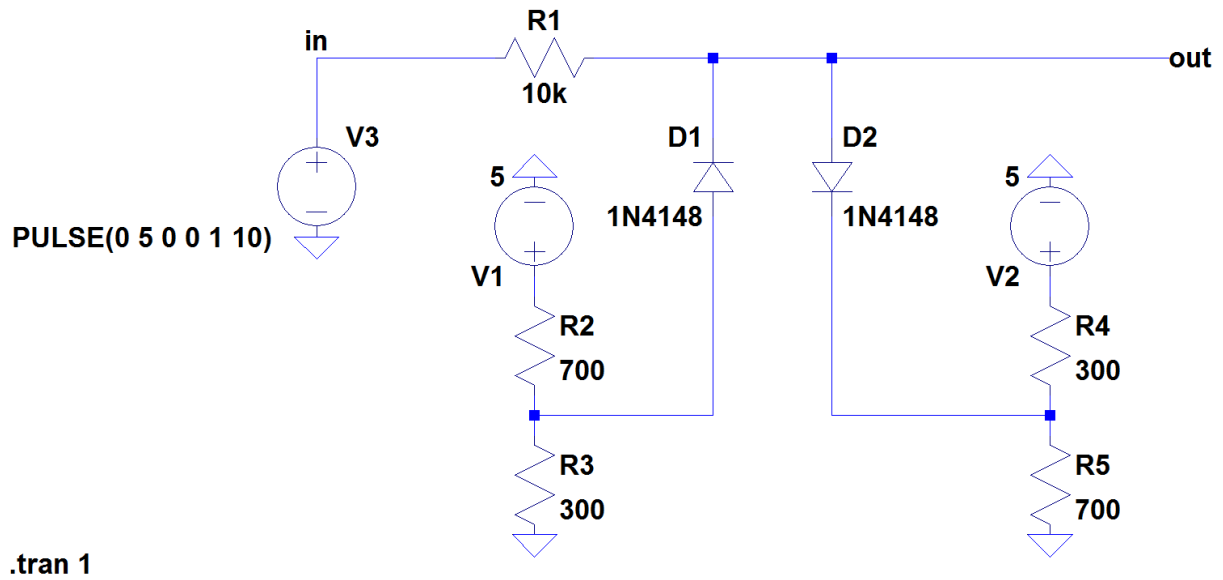 R1
in
out
10k
V3
D1
D2
5
5
1N4148
1N4148
PULSE(0 5 0 0 1 10)
V1
V2
R2
R4
700
300
R3
R5
300
700
.tran 1